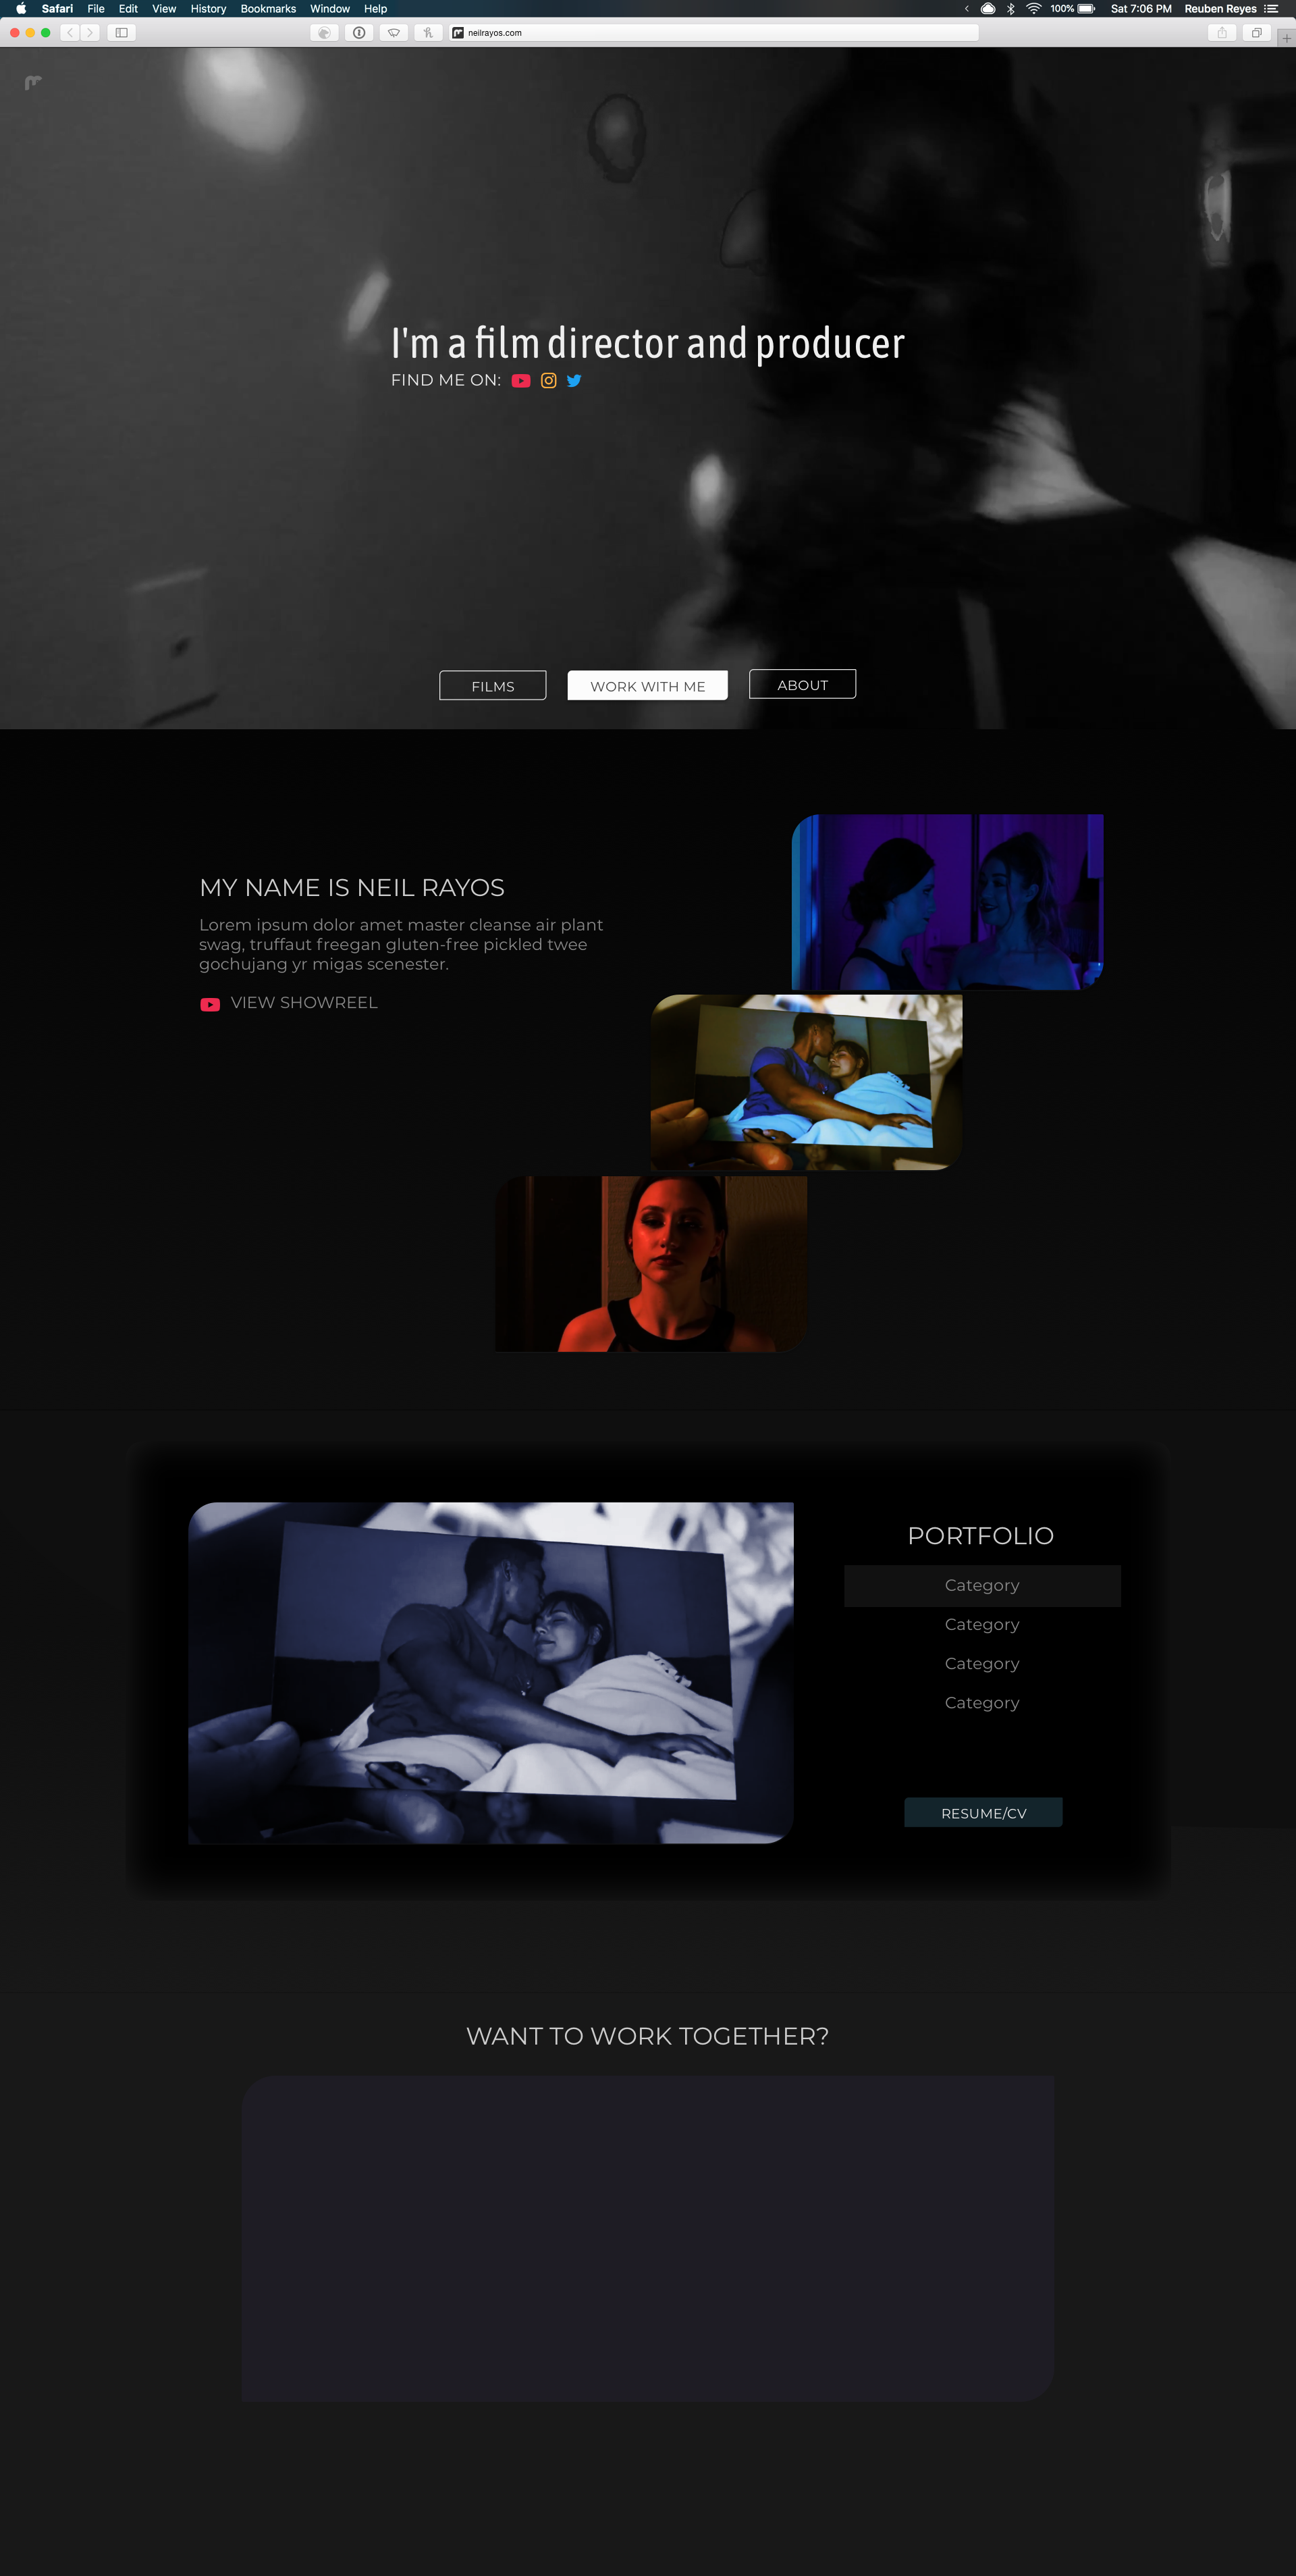 Safari File Edit View History Bookmarks Window Help 100% Sat 7:06 PM Reuben Reyes
neilrayos.com
I'm a film director and producer
FIND ME ON:
FILMS
WORK WITH ME
ABOUT
MY NAME IS NEIL RAYOS
Lorem ipsum dolor amet master cleanse air plant
swag, truffaut freegan gluten-free pickled twee
gochujang yr migas scenester.
VIEW SHOWREEL
PORTFOLIO
Category
Category
Category
Category
RESUME/CV
WANT TO WORK TOGETHER?